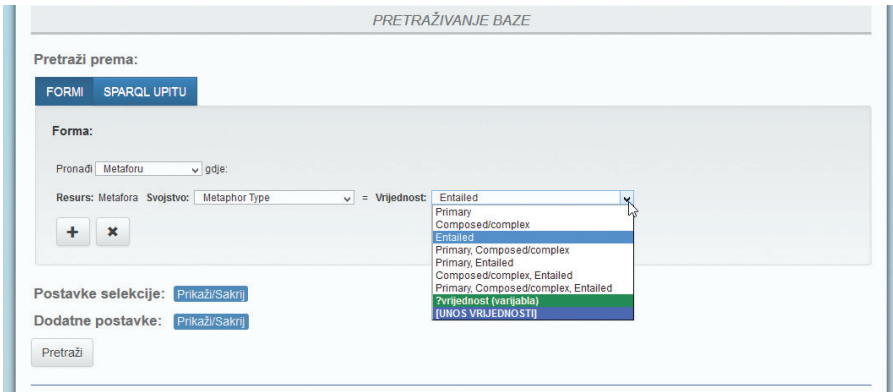 PRETRAŽIVANJE BAZE
Pretraži prema:
FORMI SPARQL UPITU
Forma:
Pronađi Metaforu gdje:
Resurs: Metafora Svojstvo: Metaphor Type = Vrijednost: Entailed
Primary
Composed/complex
Entailed
Primary, Composed/complex
Primary, Entailed
Composed/complex, Entailed
Primary, Composed/complex, Entailed
?vrijednost (varijabla)
[UNOS VRIJEDNOSTI]
Postavke selekcije: Prikaži/Sakrij
Dodatne postavke: Prikaži/Sakrij
Pretraži